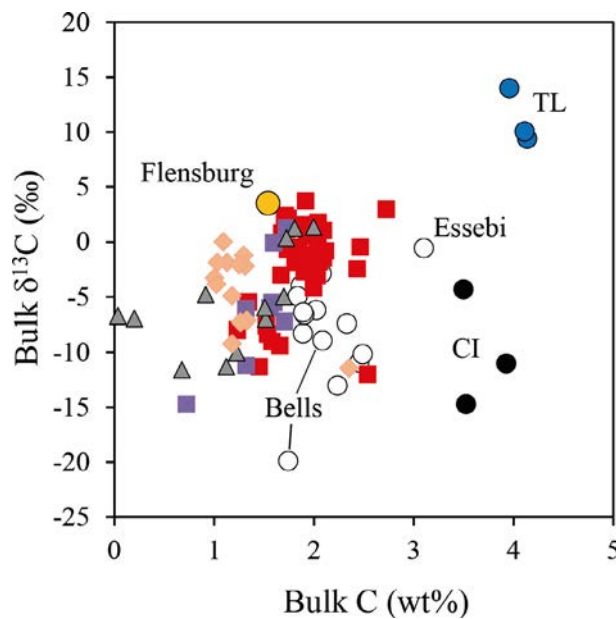 20
15
10
5
0
-5
-10
-15
-20
-25
Bulk δ¹³C (‰)
TL
Flensburg
Essebi
CI
Bells
0 1 2 3 4 5
Bulk C (wt%)